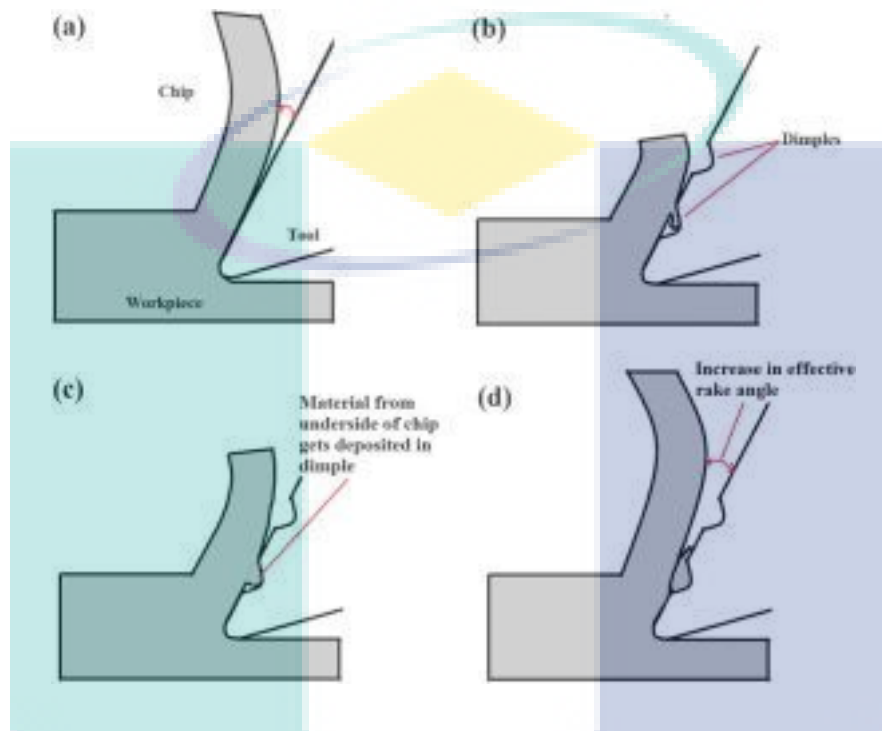 (a)
Chip
Tool
Workpiece
(b)
Dimples
(c)
Material from
underside of chip
gets deposited in
dimple
(d)
Increase in effective
rake angle